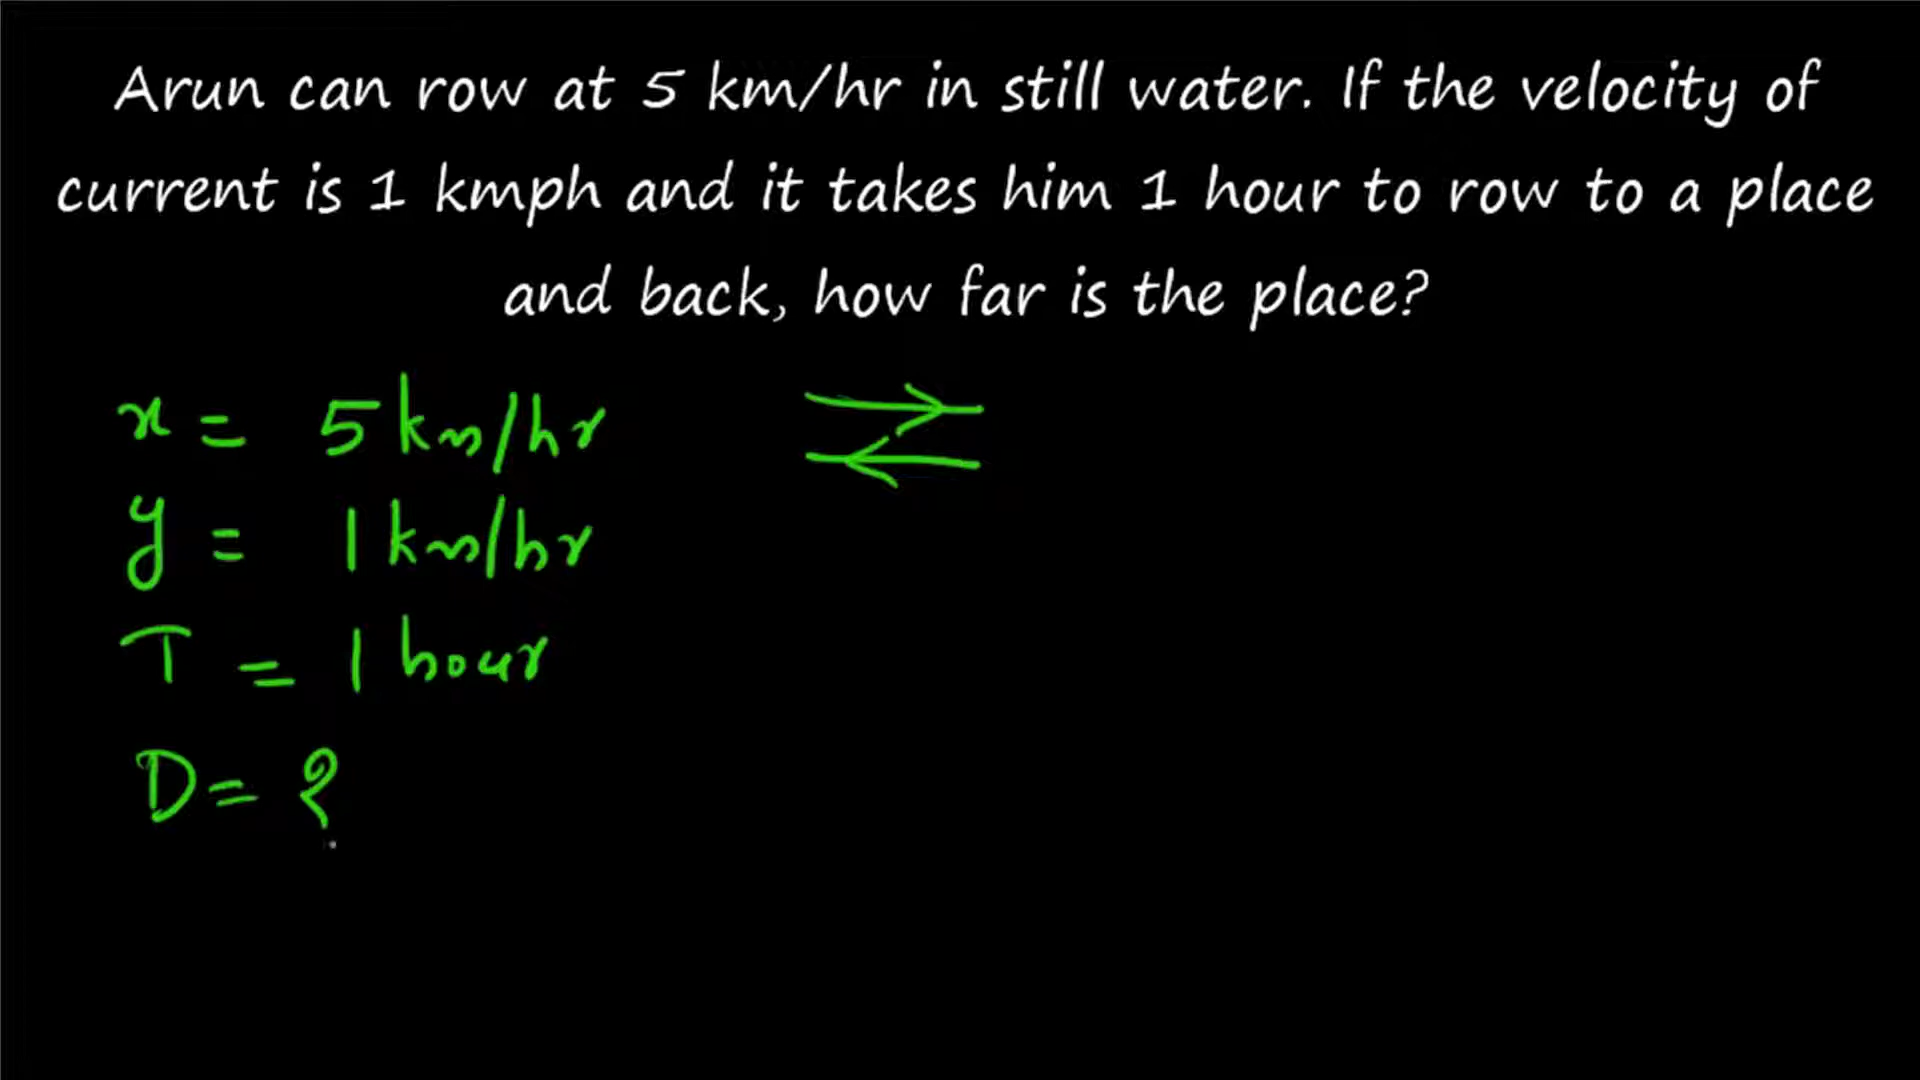 Arun can row at 5 km/hr in still water. If the velocity of
current is 1 kmph and it takes him 1 hour to row to a place
and back, how far is the place?
x = 5 km/hr
y = 1 km/hr
T = 1 hour
D = ?